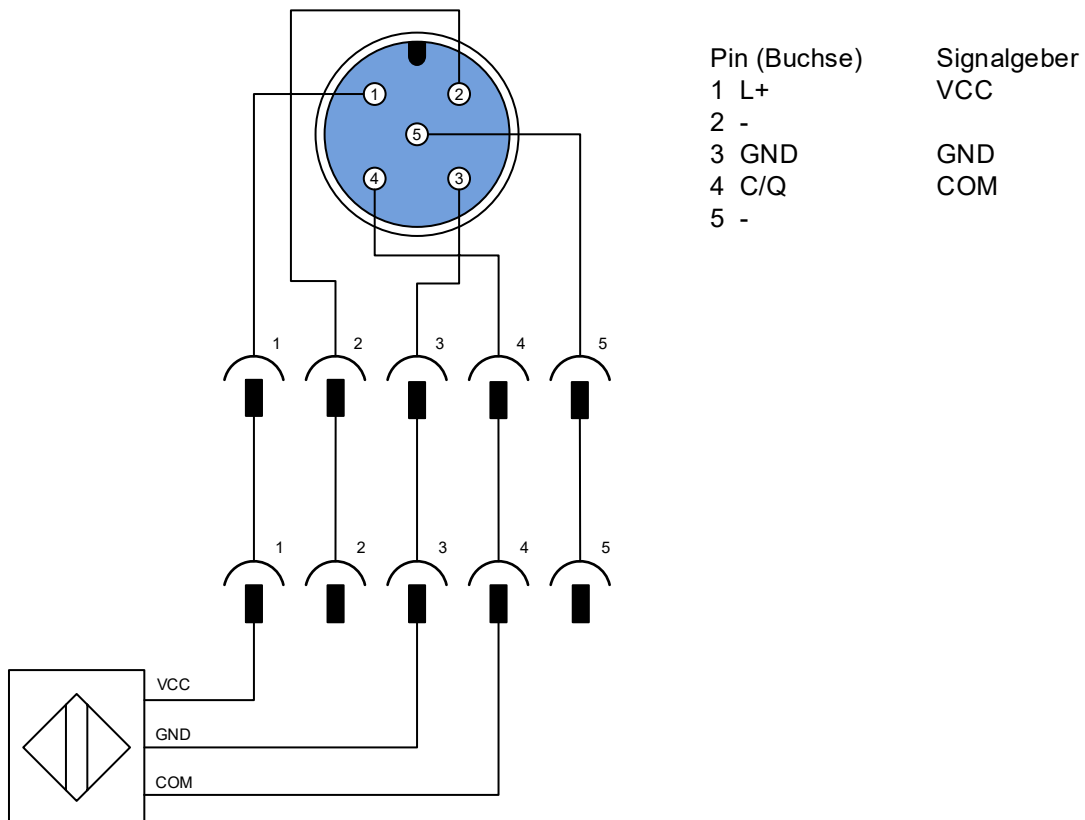 Pin (Buchse) Signalgeber
1 L+ VCC
2 -
3 GND GND
4 C/Q COM
5 -
1 2
5
4 3
1 2 3 4 5
1 2 3 4 5
VCC
GND
COM